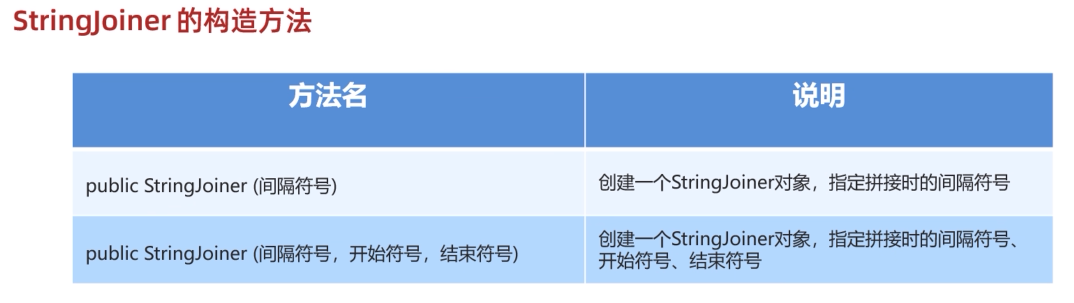 StringJoiner 的构造方法
方法名
说明
public StringJoiner (间隔符号)
创建一个StringJoiner对象，指定拼接时的间隔符号
public StringJoiner (间隔符号，开始符号，结束符号)
创建一个StringJoiner对象，指定拼接时的间隔符号、
开始符号、结束符号